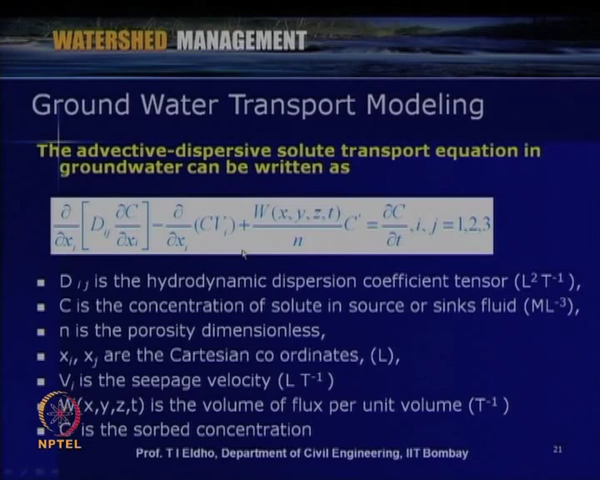 WATERSHED MANAGEMENT
Ground Water Transport Modeling
The advective-dispersive solute transport equation in
groundwater can be written as
∂/∂x_j [D_ij ∂C/∂x_i] − ∂/∂x_i (CV_i) + W(x,y,z,t)/n C' = ∂C/∂t , i, j = 1,2,3
▪ D i J is the hydrodynamic dispersion coefficient tensor (L² T⁻¹),
▪ C is the concentration of solute in source or sinks fluid (ML⁻³),
▪ n is the porosity dimensionless,
▪ x_i, x_j are the Cartesian co ordinates, (L),
▪ V_i is the seepage velocity (L T⁻¹)
W(x,y,z,t) is the volume of flux per unit volume (T⁻¹)
is the sorbed concentration
NPTEL
Prof. T I Eldho, Department of Civil Engineering, IIT Bombay
21